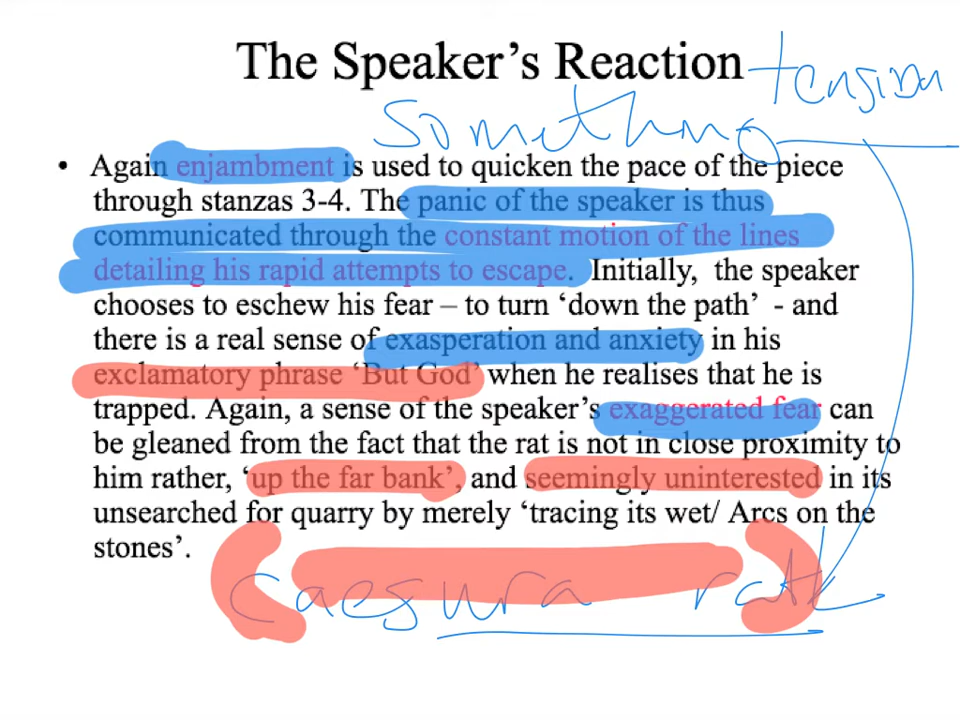 The Speaker's Reaction
tension
something
• Again enjambment is used to quicken the pace of the piece
through stanzas 3-4. The panic of the speaker is thus
communicated through the constant motion of the lines
detailing his rapid attempts to escape. Initially, the speaker
chooses to eschew his fear – to turn ‘down the path’ - and
there is a real sense of exasperation and anxiety in his
exclamatory phrase ‘But God’ when he realises that he is
trapped. Again, a sense of the speaker’s exaggerated fear can
be gleaned from the fact that the rat is not in close proximity to
him rather, ‘up the far bank’, and seemingly uninterested in its
unsearched for quarry by merely ‘tracing its wet/ Arcs on the
stones’.
caesura